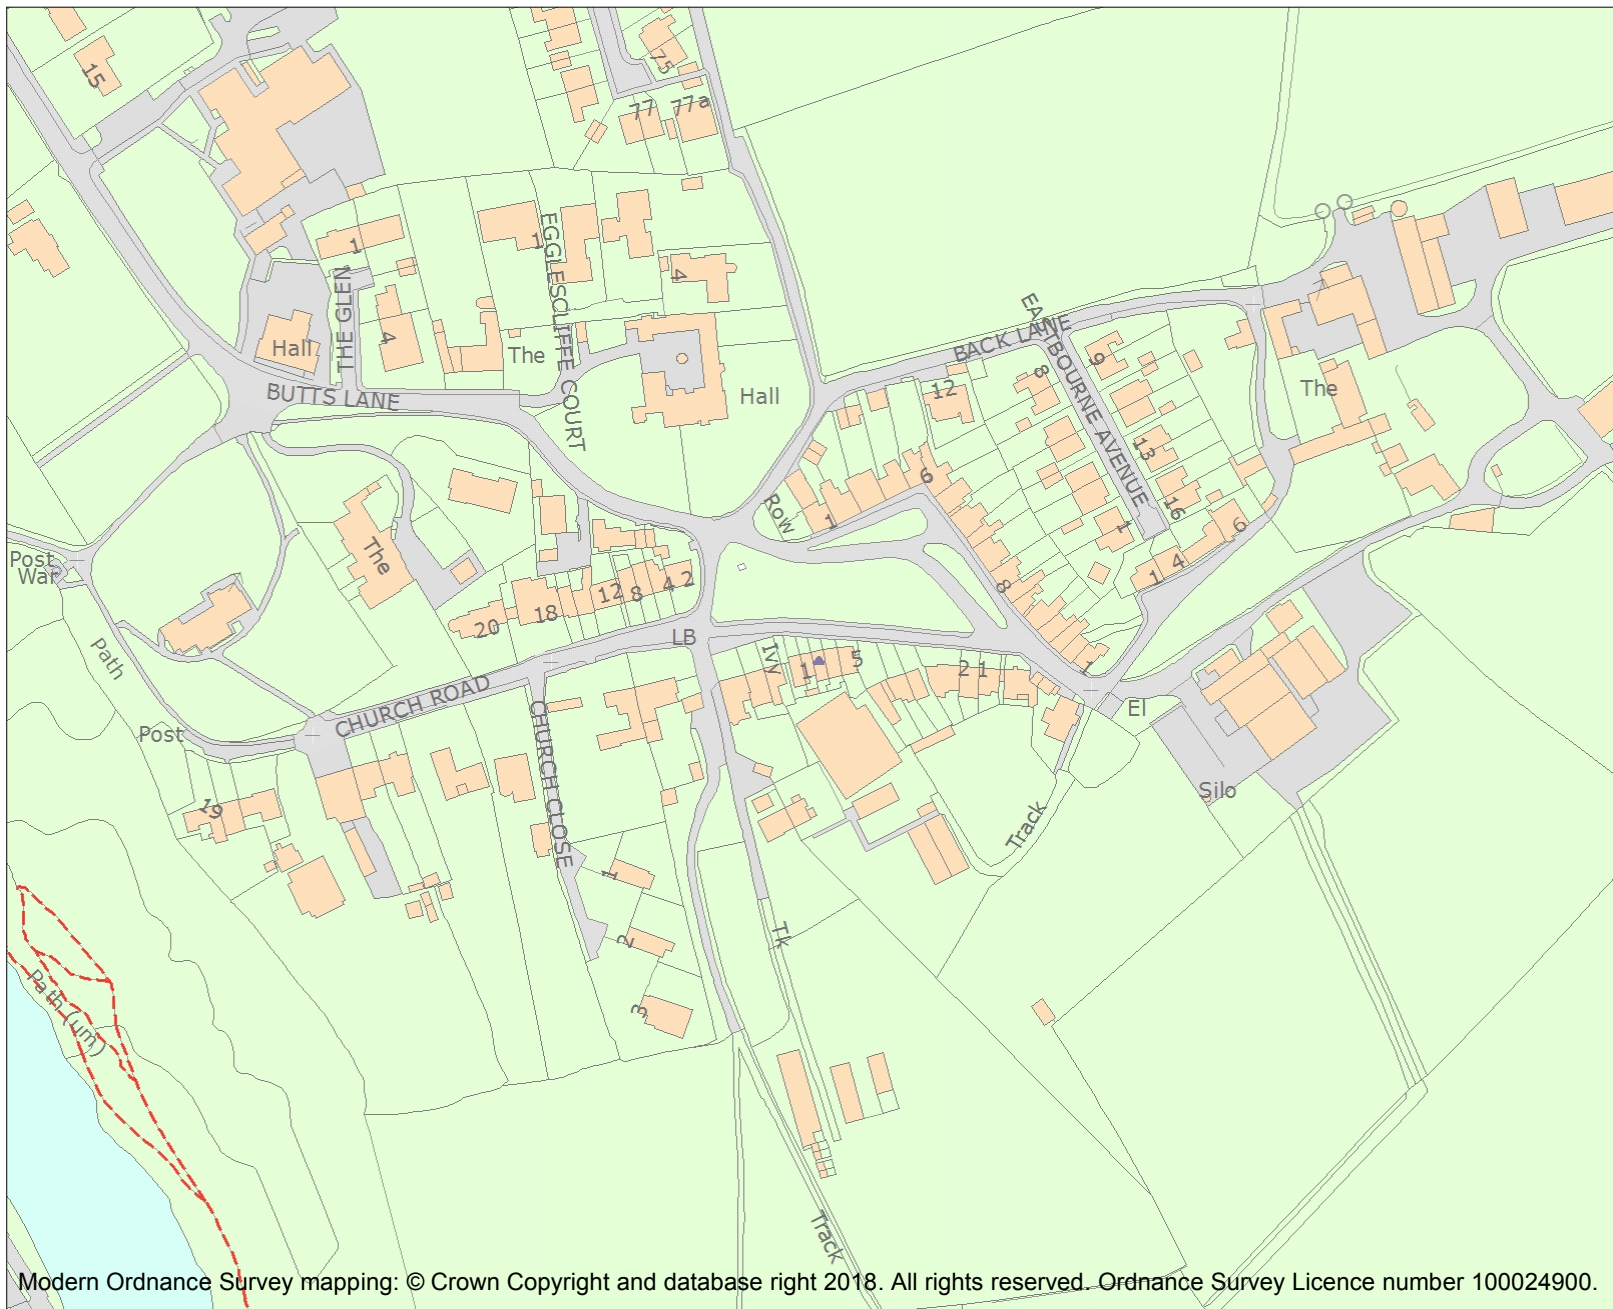 15
75
77
77a
1
THE GLEN
4
Hall
1
EGGLESCLIFFE COURT
4
The
Hall
BUTTS LANE
BACK LANE
EASTBOURNE AVENUE
12
8
9
13
16
1
The
Row
1
6
8
1
1
4
6
Post
War
The
Path
20
18
12
8
4
2
LB
Ivy
1
5
2
1
El
Silo
CHURCH ROAD
Post
19
CHURCH CLOSE
1
2
3
Track
Tk
Path (um)
Track
Modern Ordnance Survey mapping: © Crown Copyright and database right 2018. All rights reserved. Ordnance Survey Licence number 100024900.